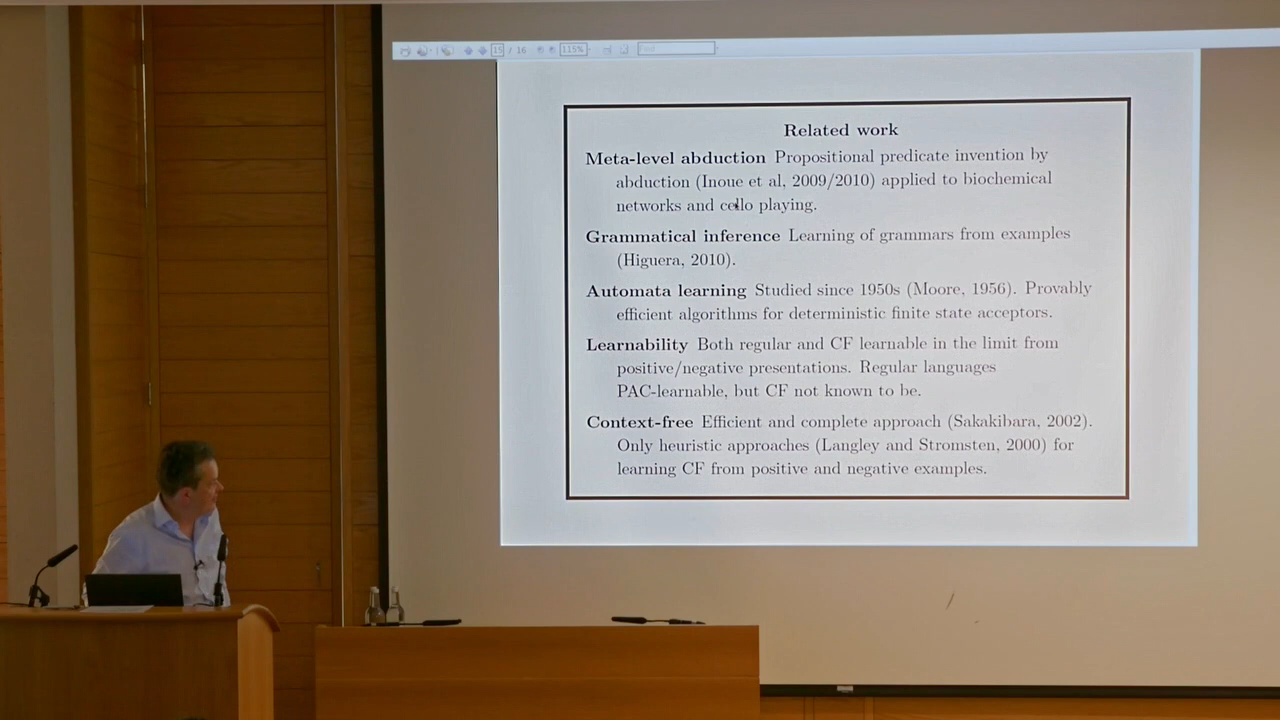 15 / 16 115% Find
Related work
Meta-level abduction Propositional predicate invention by
abduction (Inoue et al, 2009/2010) applied to biochemical
networks and cello playing.
Grammatical inference Learning of grammars from examples
(Higuera, 2010).
Automata learning Studied since 1950s (Moore, 1956). Provably
efficient algorithms for deterministic finite state acceptors.
Learnability Both regular and CF learnable in the limit from
positive/negative presentations. Regular languages
PAC-learnable, but CF not known to be.
Context-free Efficient and complete approach (Sakakibara, 2002).
Only heuristic approaches (Langley and Stromsten, 2000) for
learning CF from positive and negative examples.